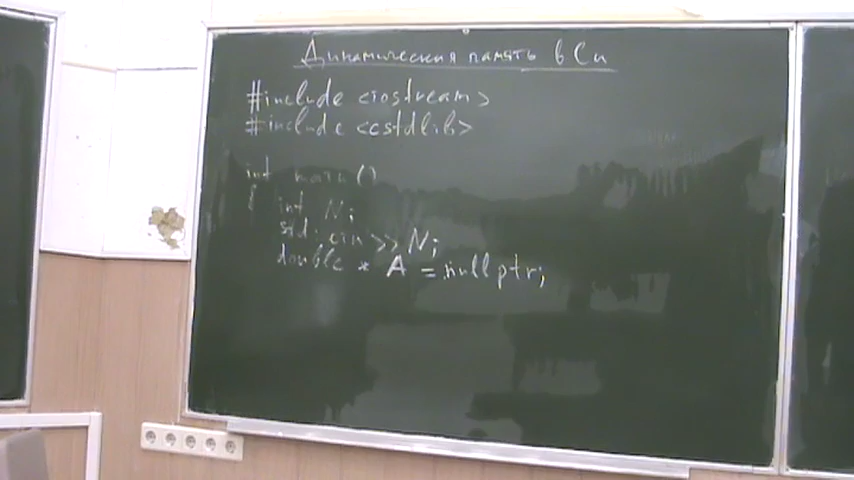 Динамическая память в Си
#include <iostream>
#include <cstdlib>
int main ()
{ int N;
std::cin >> N;
double * A = nullptr;